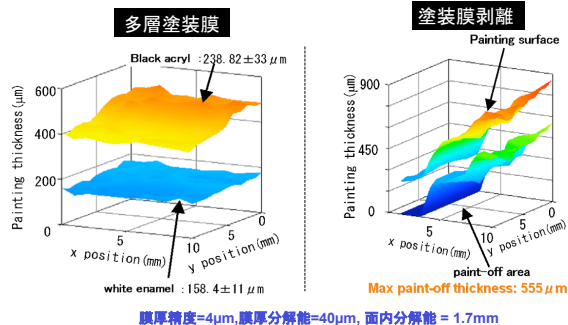 多層塗装膜
塗装膜剥離
Black acryl :238.82±33μm
Painting surface
Painting thickness(μm)
600
400
200
0
5
10
5
0
x position(mm)
y position(mm)
white enamel :158.4±11μm
Painting thickness(μm)
900
450
0
5
10
5
0
x position(mm)
y position(mm)
paint-off area
Max paint-off thickness: 555μm
膜厚精度=4μm,膜厚分解能=40μm, 面内分解能 = 1.7mm